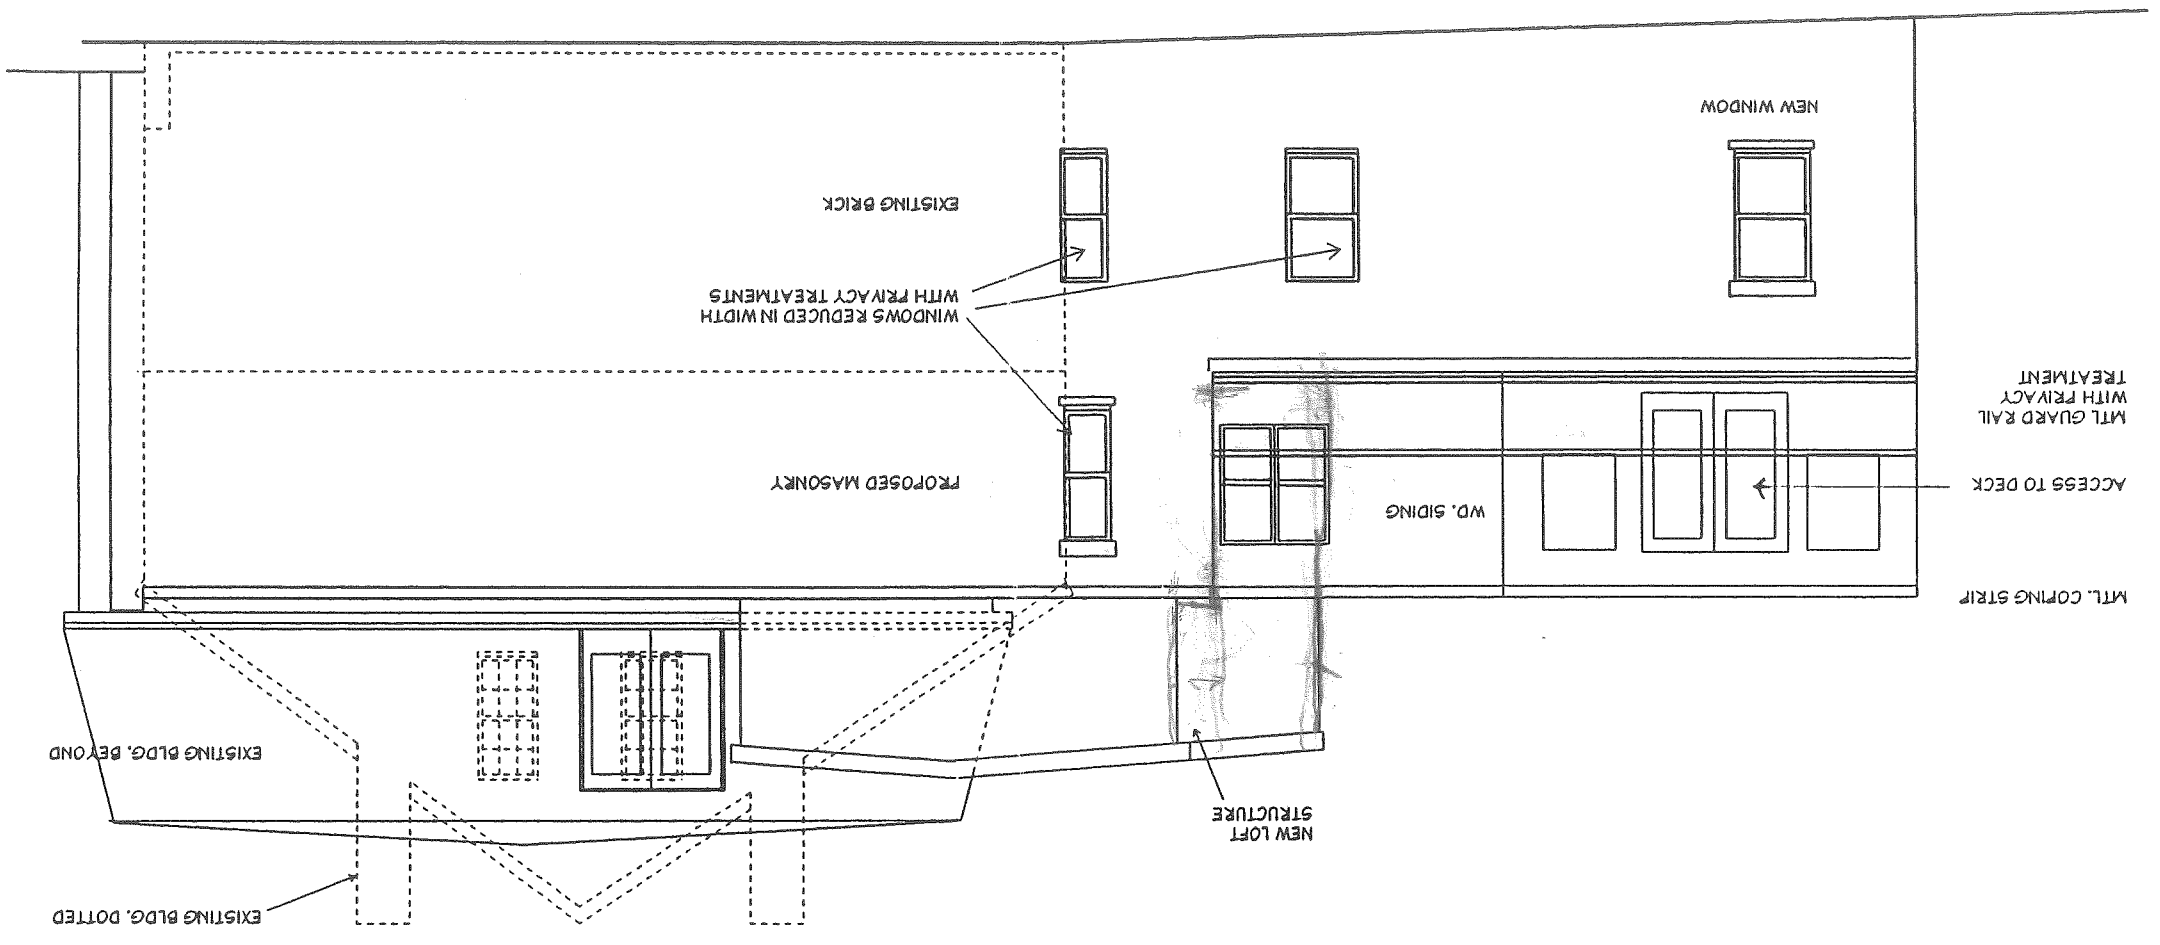 EXISTING BLDG. DOTTED
NEW LOFT
STRUCTURE
EXISTING BLDG. BEYOND
MTL. COPING STRIP
WD. SIDING
ACCESS TO DECK
PROPOSED MASONRY
MTL GUARD RAIL
WITH PRIVACY
TREATMENT
WINDOWS REDUCED IN WIDTH
WITH PRIVACY TREATMENTS
EXISTING BRICK
NEW WINDOW